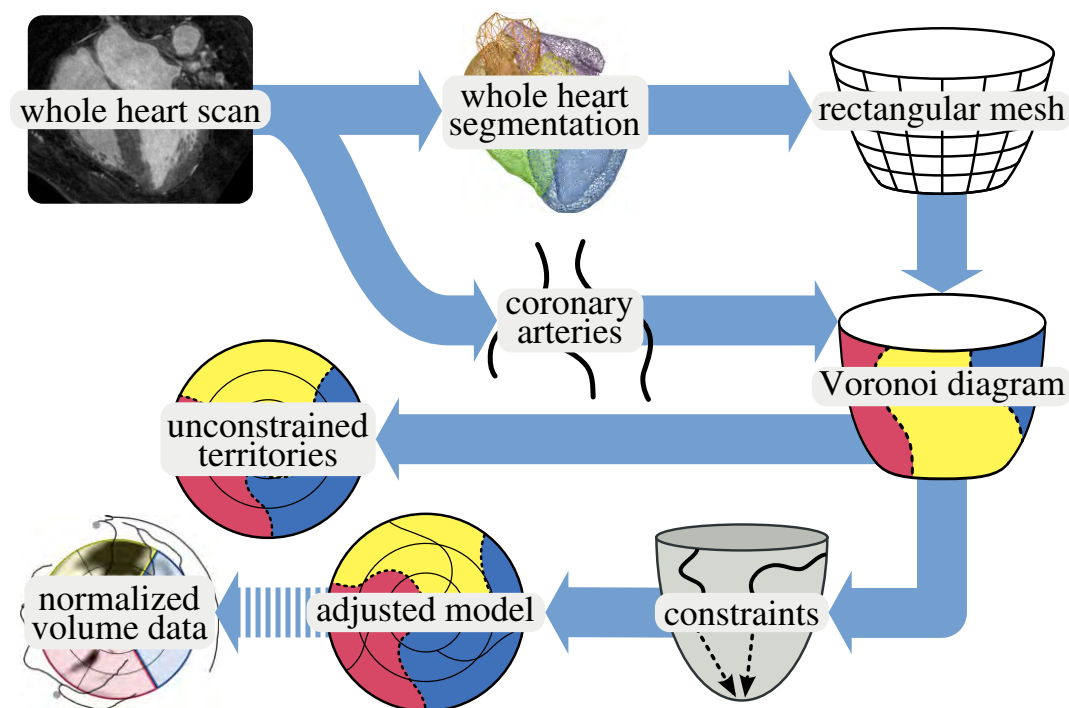 whole heart scan
whole heart
segmentation
rectangular mesh
coronary
arteries
Voronoi diagram
unconstrained
territories
normalized
volume data
adjusted model
constraints